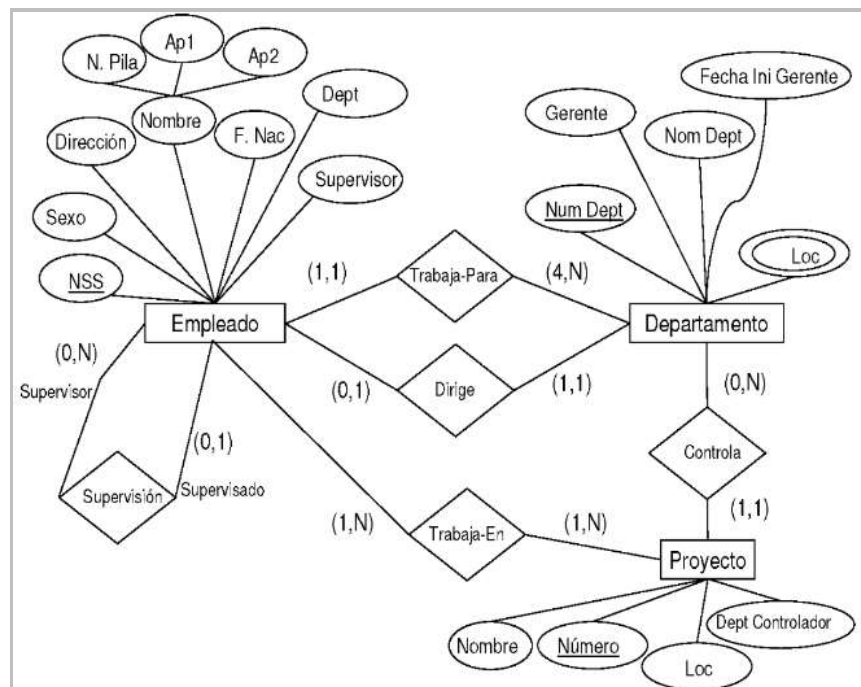 Ap1
N. Pila
Ap2
Nombre
Dirección
F. Nac
Dept
Sexo
Supervisor
NSS
Fecha Ini Gerente
Gerente
Nom Dept
Num Dept
Loc
(1,1)
Trabaja-Para
(4,N)
Empleado
Departamento
(0,N)
Supervisor
(0,1)
Dirige
(1,1)
(0,N)
(0,1)
Controla
Supervisión
Supervisado
(1,N)
Trabaja-En
(1,N)
(1,1)
Proyecto
Nombre
Número
Loc
Dept Controlador